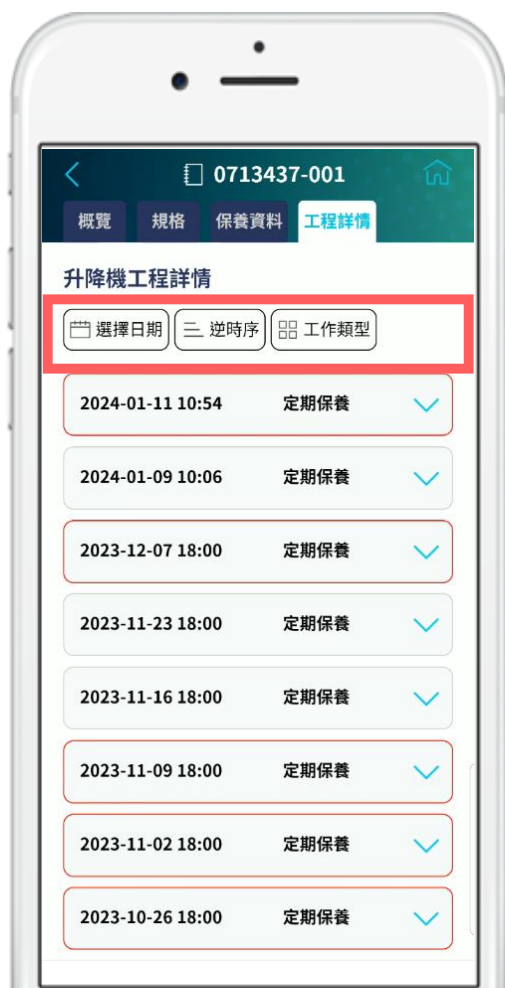 0713437-001
概覽 規格 保養資料 工程詳情
升降機工程詳情
選擇日期 逆時序 工作類型
2024-01-11 10:54 定期保養
2024-01-09 10:06 定期保養
2023-12-07 18:00 定期保養
2023-11-23 18:00 定期保養
2023-11-16 18:00 定期保養
2023-11-09 18:00 定期保養
2023-11-02 18:00 定期保養
2023-10-26 18:00 定期保養